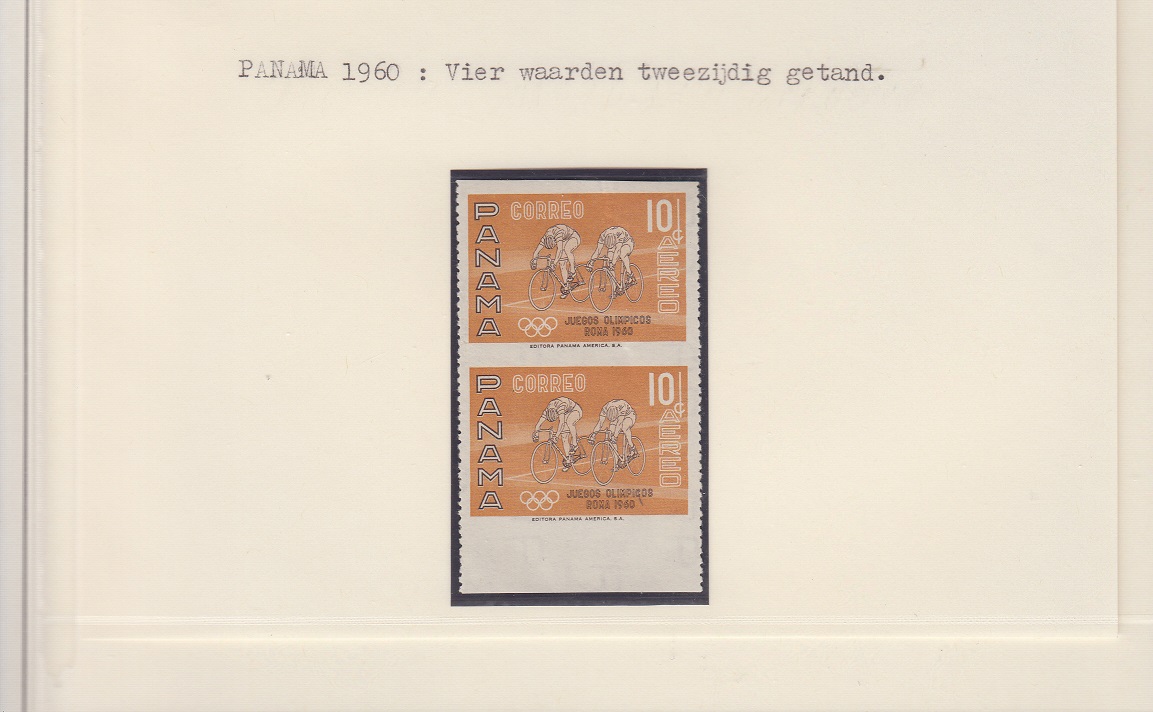 PANAMA 1960 : Vier waarden tweezijdig getand.
PANAMA
CORREO
10¢
AEREO
JUEGOS OLIMPICOS
ROMA 1960
EDITORA PANAMA AMERICA, S.A.
PANAMA
CORREO
10¢
AEREO
JUEGOS OLIMPICOS
ROMA 1960
EDITORA PANAMA AMERICA, S.A.